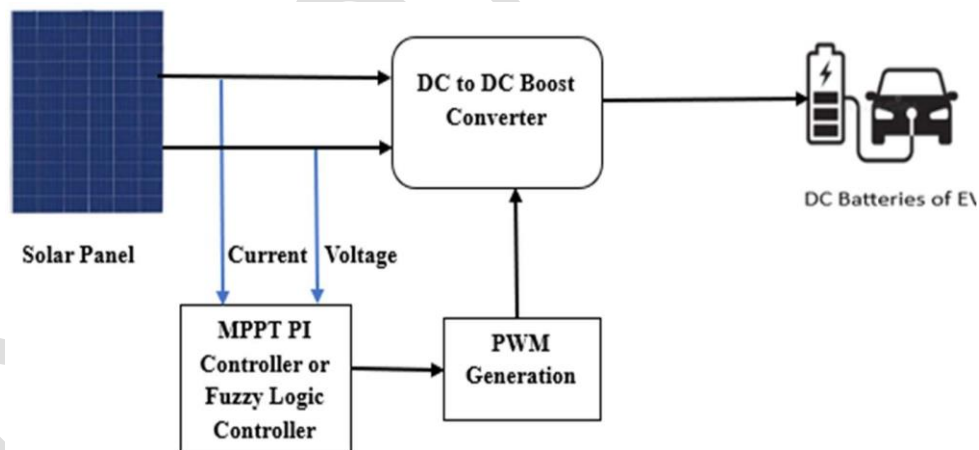 DC to DC Boost
Converter
DC Batteries of EV
Solar Panel
Current
Voltage
MPPT PI
Controller or
Fuzzy Logic
Controller
PWM
Generation